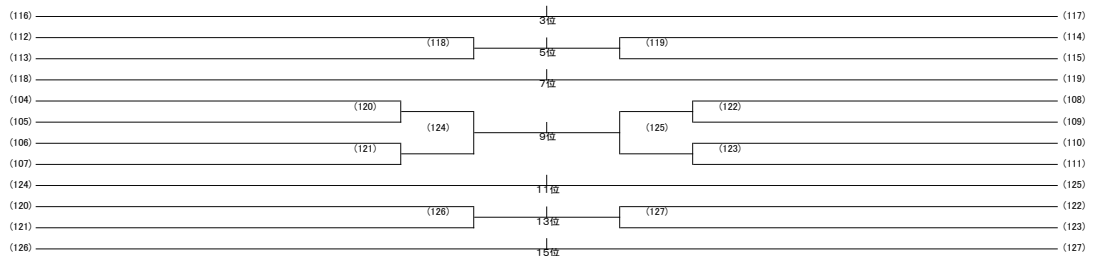 (116) 3位 (117)
(112) (118) (119) (114)
(113) 5位 (115)
(118) 7位 (119)
(104) (120) (122) (108)
(105) (124) (125) (109)
9位
(106) (121) (123) (110)
(107) (111)
(124) 11位 (125)
(120) (126) (127) (122)
(121) 13位 (123)
(126) 15位 (127)